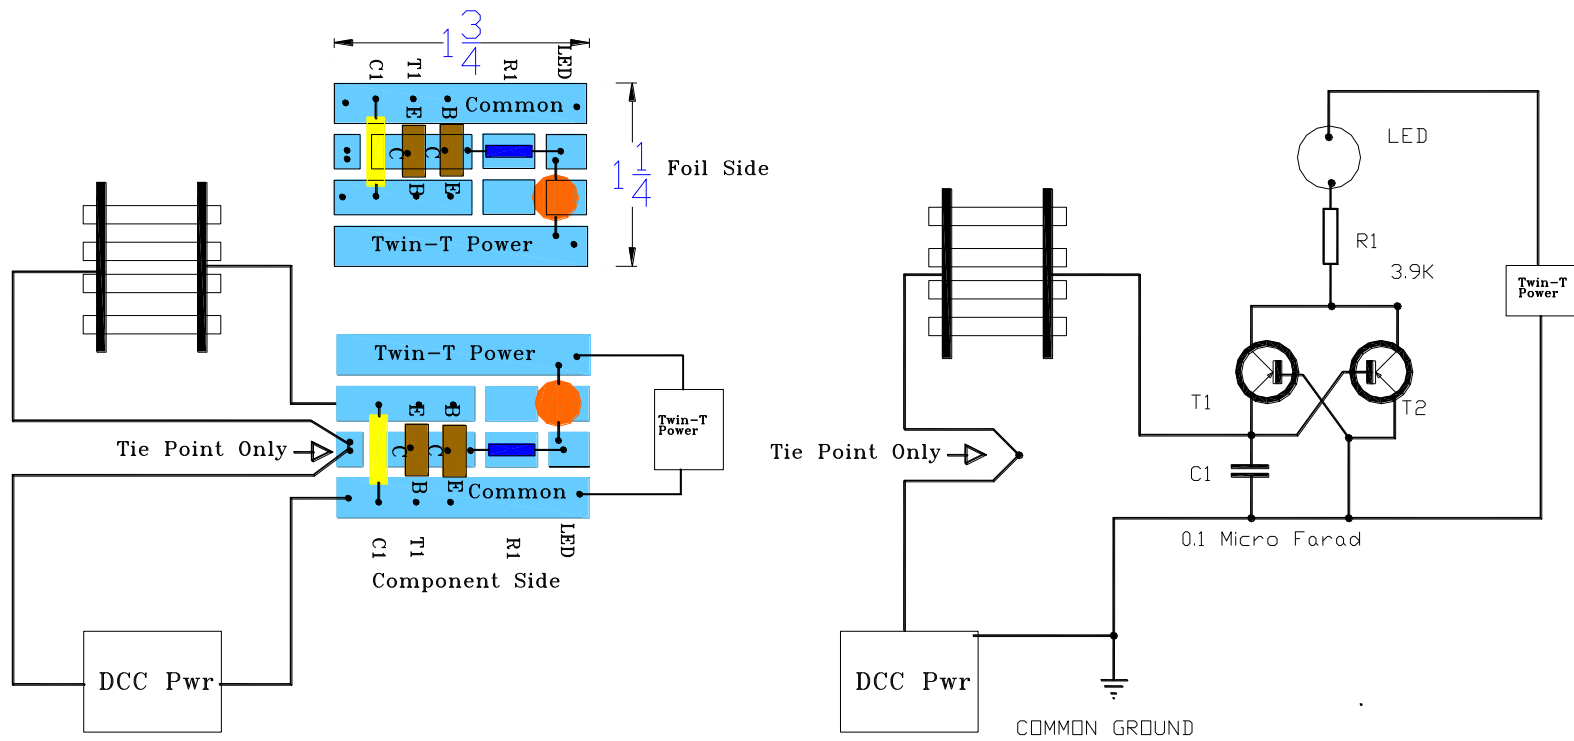 1 3/4
C1 T1 R1 LED
Common
E B
C C
B E
1 1/4
Foil Side
Twin-T Power
Twin-T Power
E B
Twin-T
Power
Tie Point Only
C C
B E
Common
C1 T1 R1 LED
Component Side
DCC Pwr
LED
R1
3.9K
Twin-T
Power
T1
T2
Tie Point Only
C1
0.1 Micro Farad
DCC Pwr
COMMON GROUND